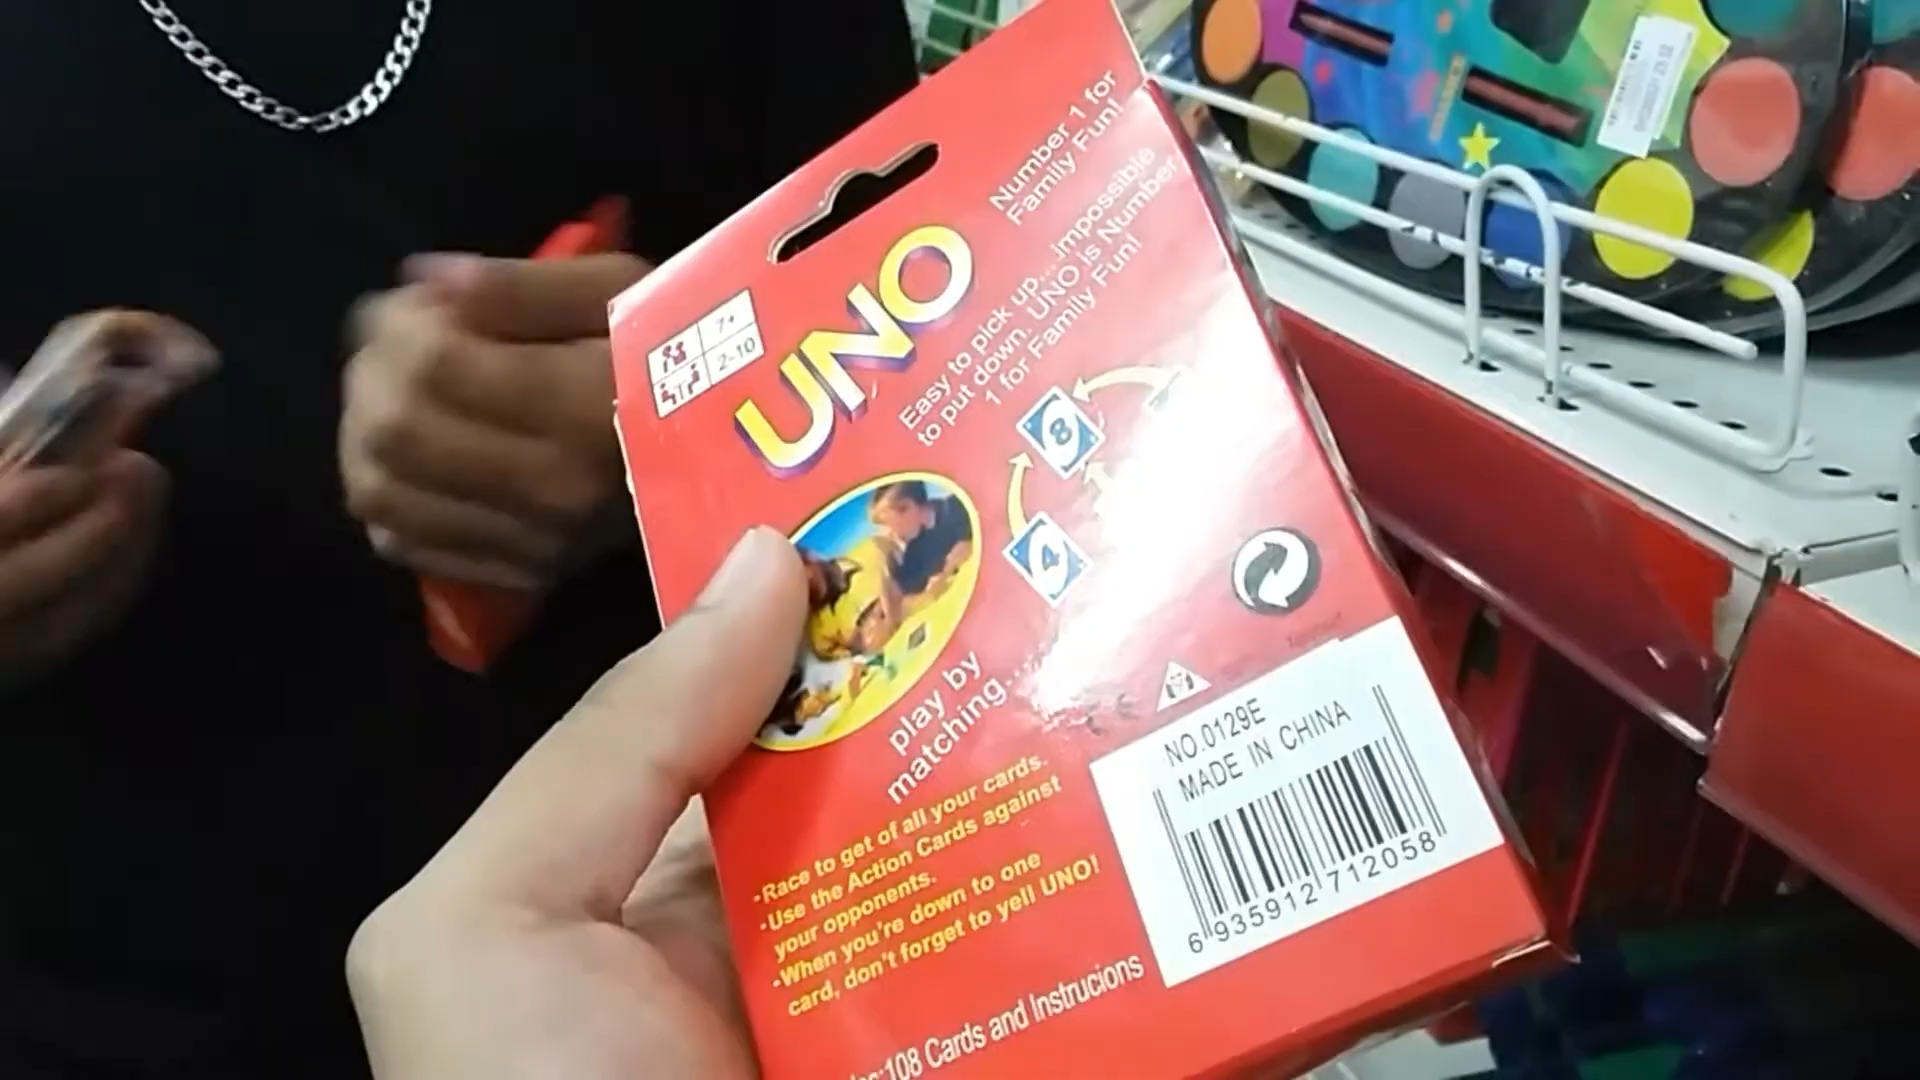 Number 1 for
Family Fun!
7+
2-10
UNO
Easy to pick up... impossible
to put down. UNO is Number
1 for Family Fun!
8
4
play by
matching...
-Race to get of all your cards.
-Use the Action Cards against
your opponents.
-When you're down to one
card, don't forget to yell UNO!
NO.0129E
MADE IN CHINA
6 935912 712058
:108 Cards and Instrucions